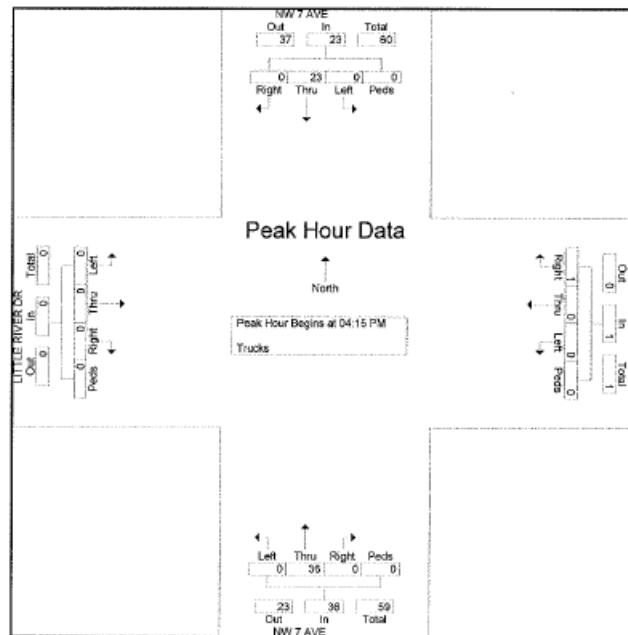 NW 7 AVE
Out In Total
37 23 60
0 23 0 0
Right Thru Left Peds
Peak Hour Data
North
Peak Hour Begins at 04:15 PM
Trucks
LITTLE RIVER DR
Out In Total
0 0 0
0 0 0 0
Left Thru Right Peds
Right Thru Left Peds
1 0 0 0
Out In Total
0 1 1
Left Thru Right Peds
0 36 0 0
23 36 59
Out In Total
NW 7 AVE